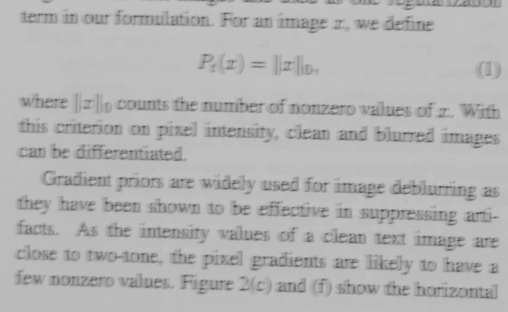 regularization
term in our formulation. For an image x, we define
P_t(x) = ||x||_0, (1)
where ||x||_0 counts the number of nonzero values of x. With
this criterion on pixel intensity, clean and blurred images
can be differentiated.
Gradient priors are widely used for image deblurring as
they have been shown to be effective in suppressing arti-
facts. As the intensity values of a clean text image are
close to two-tone, the pixel gradients are likely to have a
few nonzero values. Figure 2(c) and (f) show the horizontal